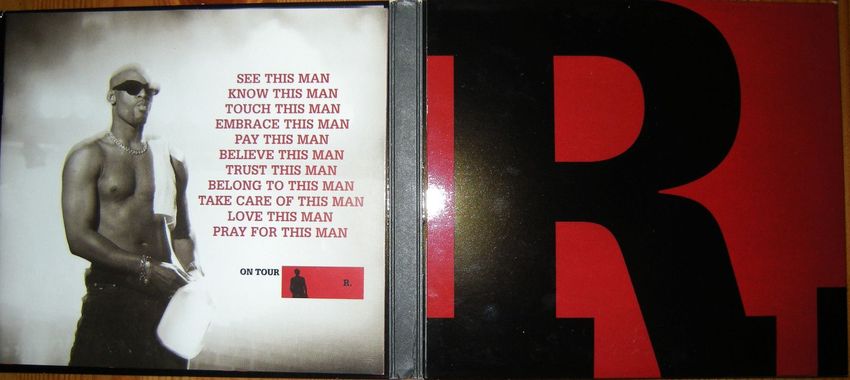 SEE THIS MAN
KNOW THIS MAN
TOUCH THIS MAN
EMBRACE THIS MAN
PAY THIS MAN
BELIEVE THIS MAN
TRUST THIS MAN
BELONG TO THIS MAN
TAKE CARE OF THIS MAN
LOVE THIS MAN
PRAY FOR THIS MAN
ON TOUR
R.
R